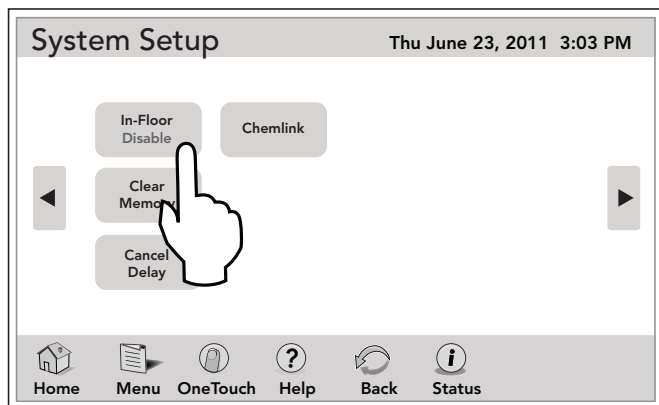 System Setup
Thu June 23, 2011 3:03 PM
In-Floor
Disable
Chemlink
Clear
Memory
Cancel
Delay
Home
Menu
OneTouch
Help
Back
Status